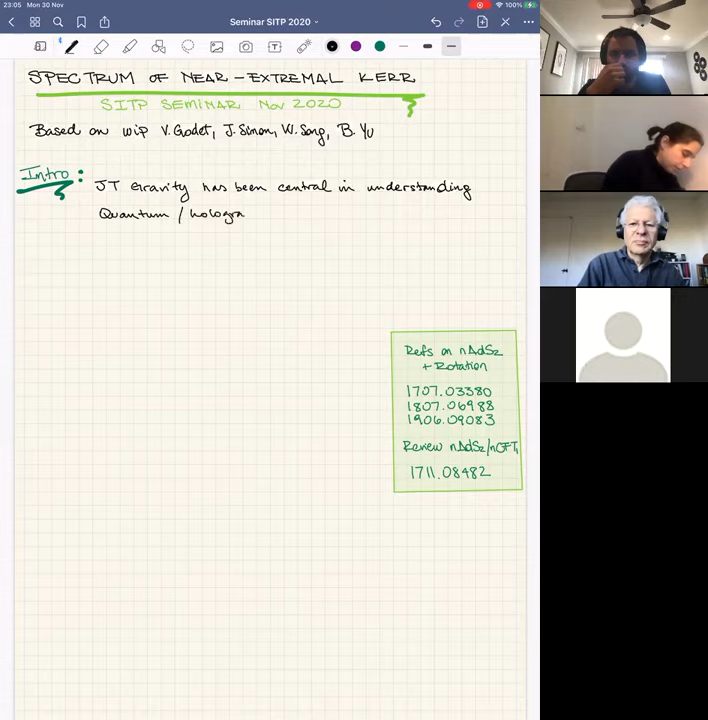 23:05 Mon 30 Nov
100%
Seminar SITP 2020
SPECTRUM OF NEAR-EXTREMAL KERR
SITP SEMINAR Nov 2020
Based on wip V. Godet, J. Simon, W. Song, B. Yu
Intro:
JT Gravity has been central in understanding
Quantum / hologra
Refs on nAdS2
+ Rotation
1707.03380
1807.06988
1906.09083
Review nAdS2/nCFT1
1711.08482